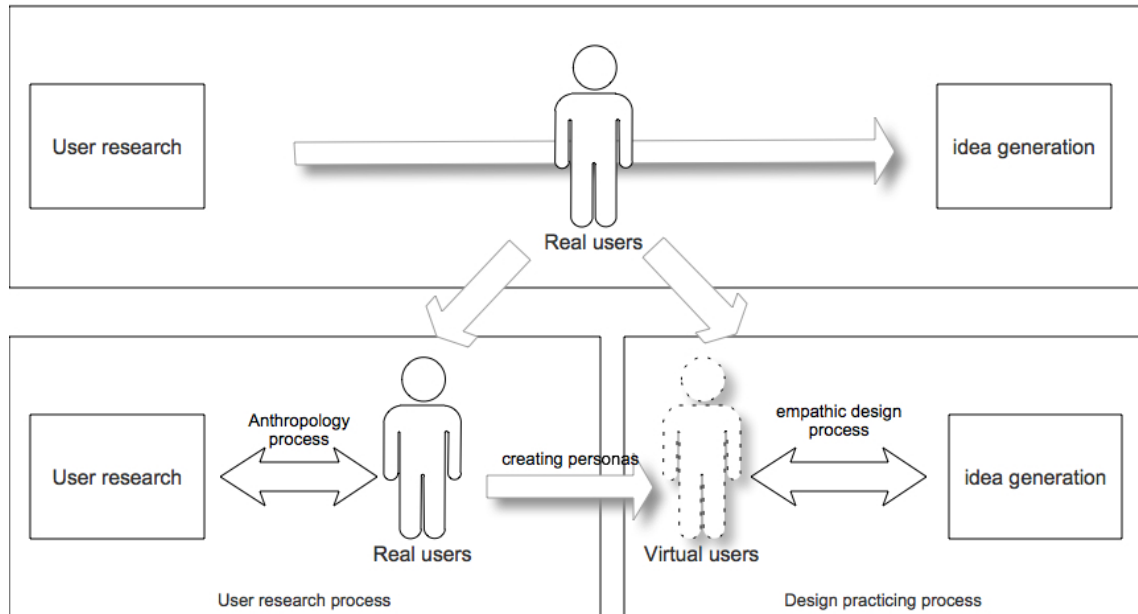 User research
idea generation
Real users
Anthropology
process
empathic design
process
User research
creating personas
idea generation
Real users
Virtual users
User research process
Design practicing process